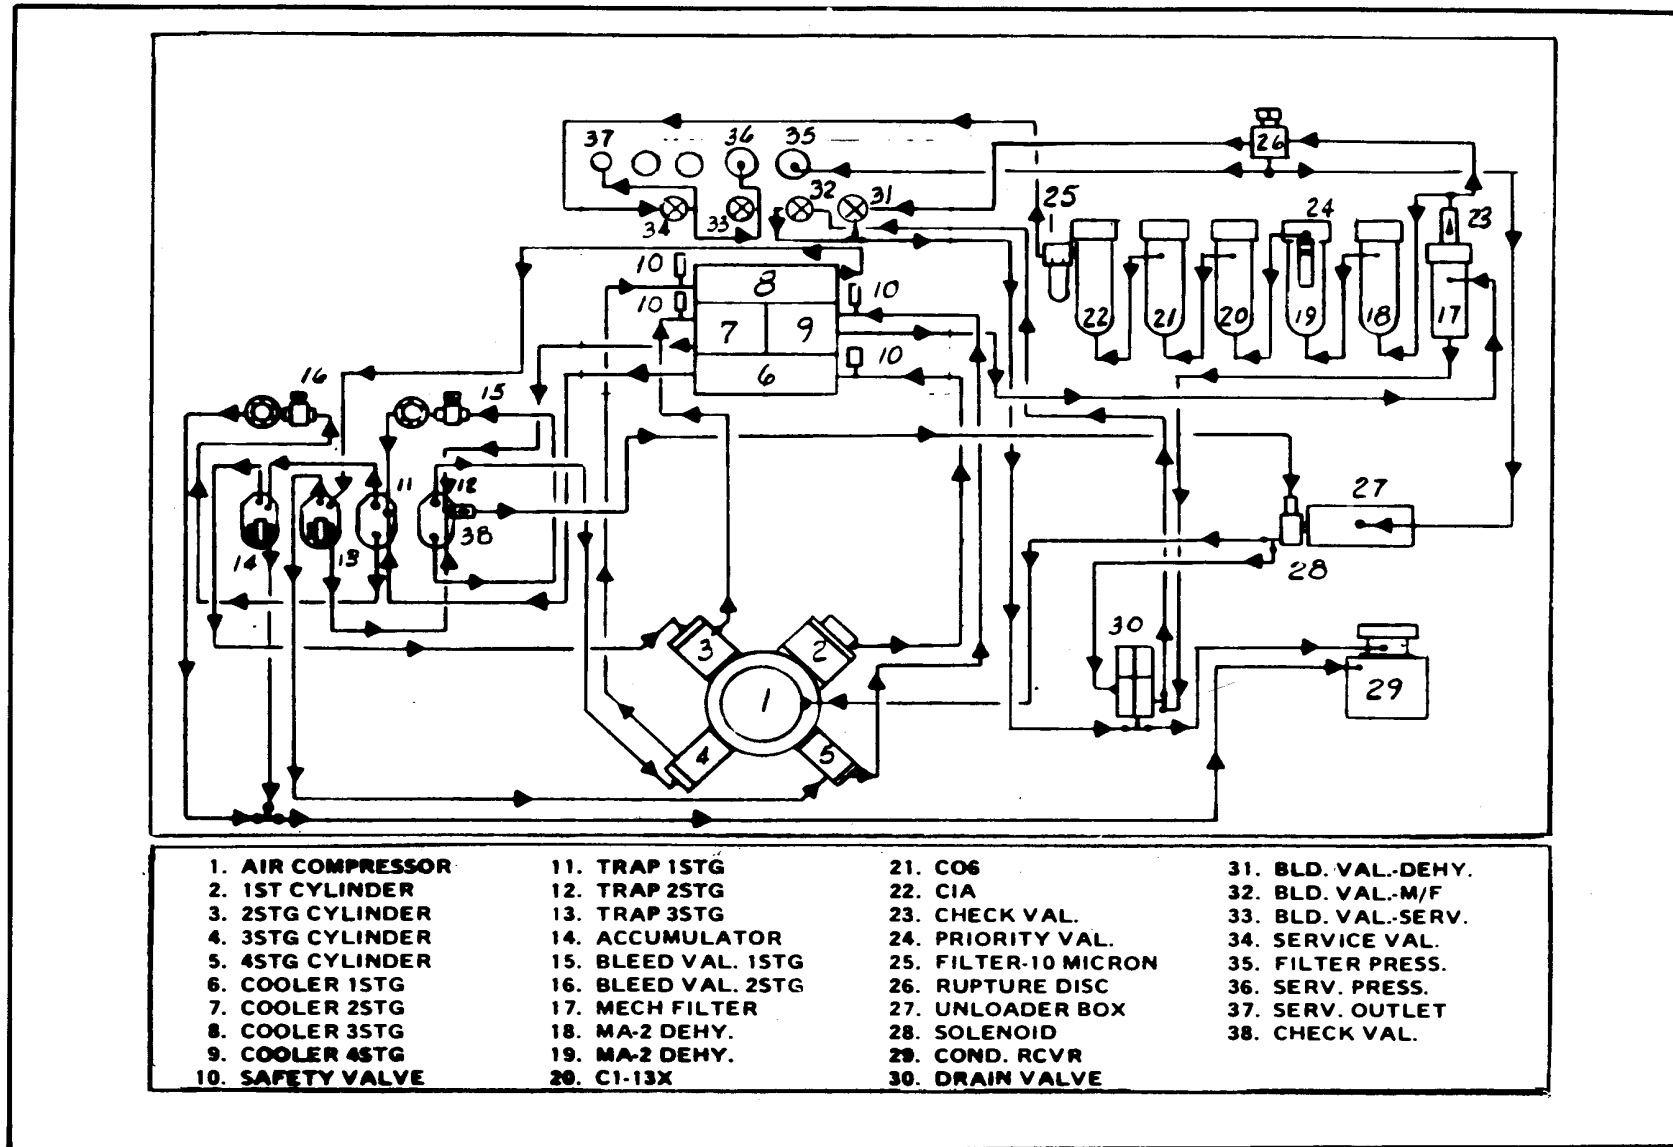 37
36
35
26
34
33
32
31
25
24
23
10
10
10
10
8
7
9
6
22
21
20
19
18
17
16
15
11
12
38
14
13
27
28
3
2
1
4
5
30
29
1. AIR COMPRESSOR
2. 1ST CYLINDER
3. 2STG CYLINDER
4. 3STG CYLINDER
5. 4STG CYLINDER
6. COOLER 1STG
7. COOLER 2STG
8. COOLER 3STG
9. COOLER 4STG
10. SAFETY VALVE
11. TRAP 1STG
12. TRAP 2STG
13. TRAP 3STG
14. ACCUMULATOR
15. BLEED VAL. 1STG
16. BLEED VAL. 2STG
17. MECH FILTER
18. MA-2 DEHY.
19. MA-2 DEHY.
20. C1-13X
21. CO6
22. CIA
23. CHECK VAL.
24. PRIORITY VAL.
25. FILTER-10 MICRON
26. RUPTURE DISC
27. UNLOADER BOX
28. SOLENOID
29. COND. RCVR
30. DRAIN VALVE
31. BLD. VAL.-DEHY.
32. BLD. VAL.-M/F
33. BLD. VAL.-SERV.
34. SERVICE VAL.
35. FILTER PRESS.
36. SERV. PRESS.
37. SERV. OUTLET
38. CHECK VAL.